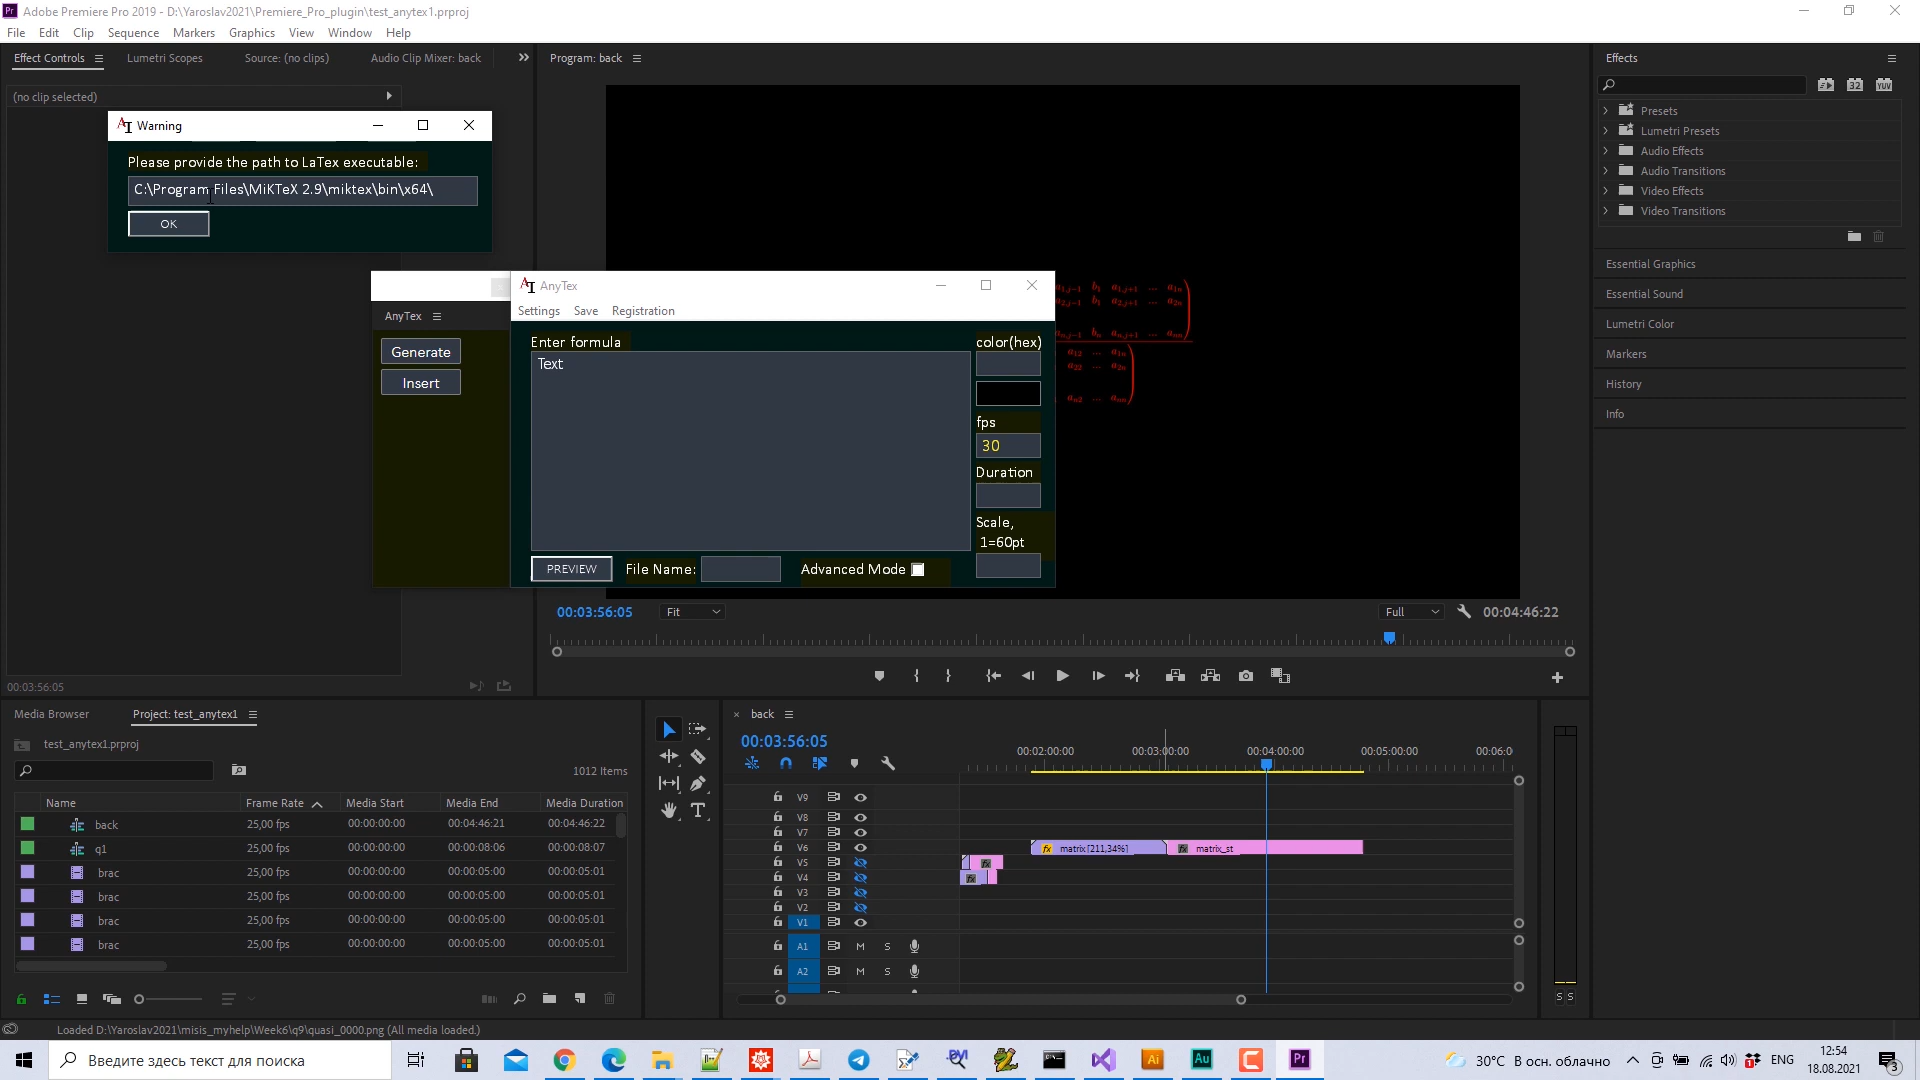 Adobe Premiere Pro 2019 - D:\Yaroslav2021\Premiere_Pro_plugin\test_anytex1.prproj
File Edit Clip Sequence Markers Graphics View Window Help
Effect Controls Lumetri Scopes Source: (no clips) Audio Clip Mixer: back
(no clip selected)
Warning
Please provide the path to LaTex executable:
C:\Program Files\MiKTeX 2.9\miktex\bin\x64\
OK
AnyTex
Generate
Insert
AnyTex
Settings Save Registration
Enter formula
Text
color(hex)
fps
30
Duration
Scale,
1=60pt
PREVIEW File Name: Advanced Mode
Program: back
00:03:56:05 Fit Full 00:04:46:22
Effects
Presets
Lumetri Presets
Audio Effects
Audio Transitions
Video Effects
Video Transitions
Essential Graphics
Essential Sound
Lumetri Color
Markers
History
Info
00:03:56:05
Media Browser Project: test_anytex1
test_anytex1.prproj
1012 Items
Name Frame Rate Media Start Media End Media Duration
back 25,00 fps 00:00:00:00 00:04:46:21 00:04:46:22
q1 25,00 fps 00:00:00:00 00:00:08:06 00:00:08:07
brac 25,00 fps 00:00:00:00 00:00:05:00 00:00:05:01
brac 25,00 fps 00:00:00:00 00:00:05:00 00:00:05:01
brac 25,00 fps 00:00:00:00 00:00:05:00 00:00:05:01
brac 25,00 fps 00:00:00:00 00:00:05:00 00:00:05:01
back
00:03:56:05
00:02:00:00 00:03:00:00 00:04:00:00 00:05:00:00 00:06:0
V9
V8
V7
V6 matrix [211,34%] matrix_st
V5
V4
V3
V2
V1
A1 M S
A2 M S
S S
Loaded D:\Yaroslav2021\misis_myhelp\Week6\q9\quasi_0000.png (All media loaded.)
Введите здесь текст для поиска
30°C В осн. облачно ENG 12:54
18.08.2021
3